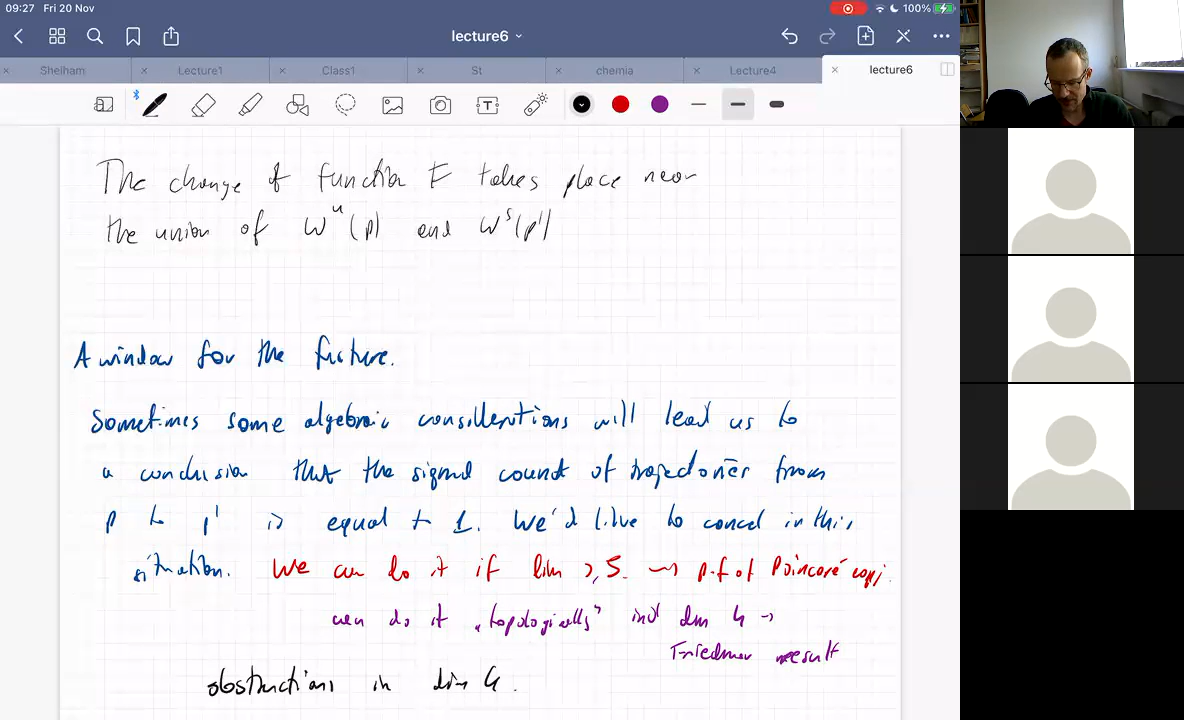 09:27 Fri 20 Nov
100%
lecture6
Shelham
Lecture1
Class1
St
chemia
Lecture4
lecture6
The change of function F takes place near
the union of W^u(p) and W^s(p')
A window for the future.
Sometimes some algebraic considerations will lead us to
a conclusion that the signed count of trajectories from
p to p' is equal to 1. We'd like to cancel in this
situation. We can do it if dim ≥ 5. ⇝ pf of Poincaré conj.
can do it "topologically" in dim 4 →
result
obstructions in dim 4.